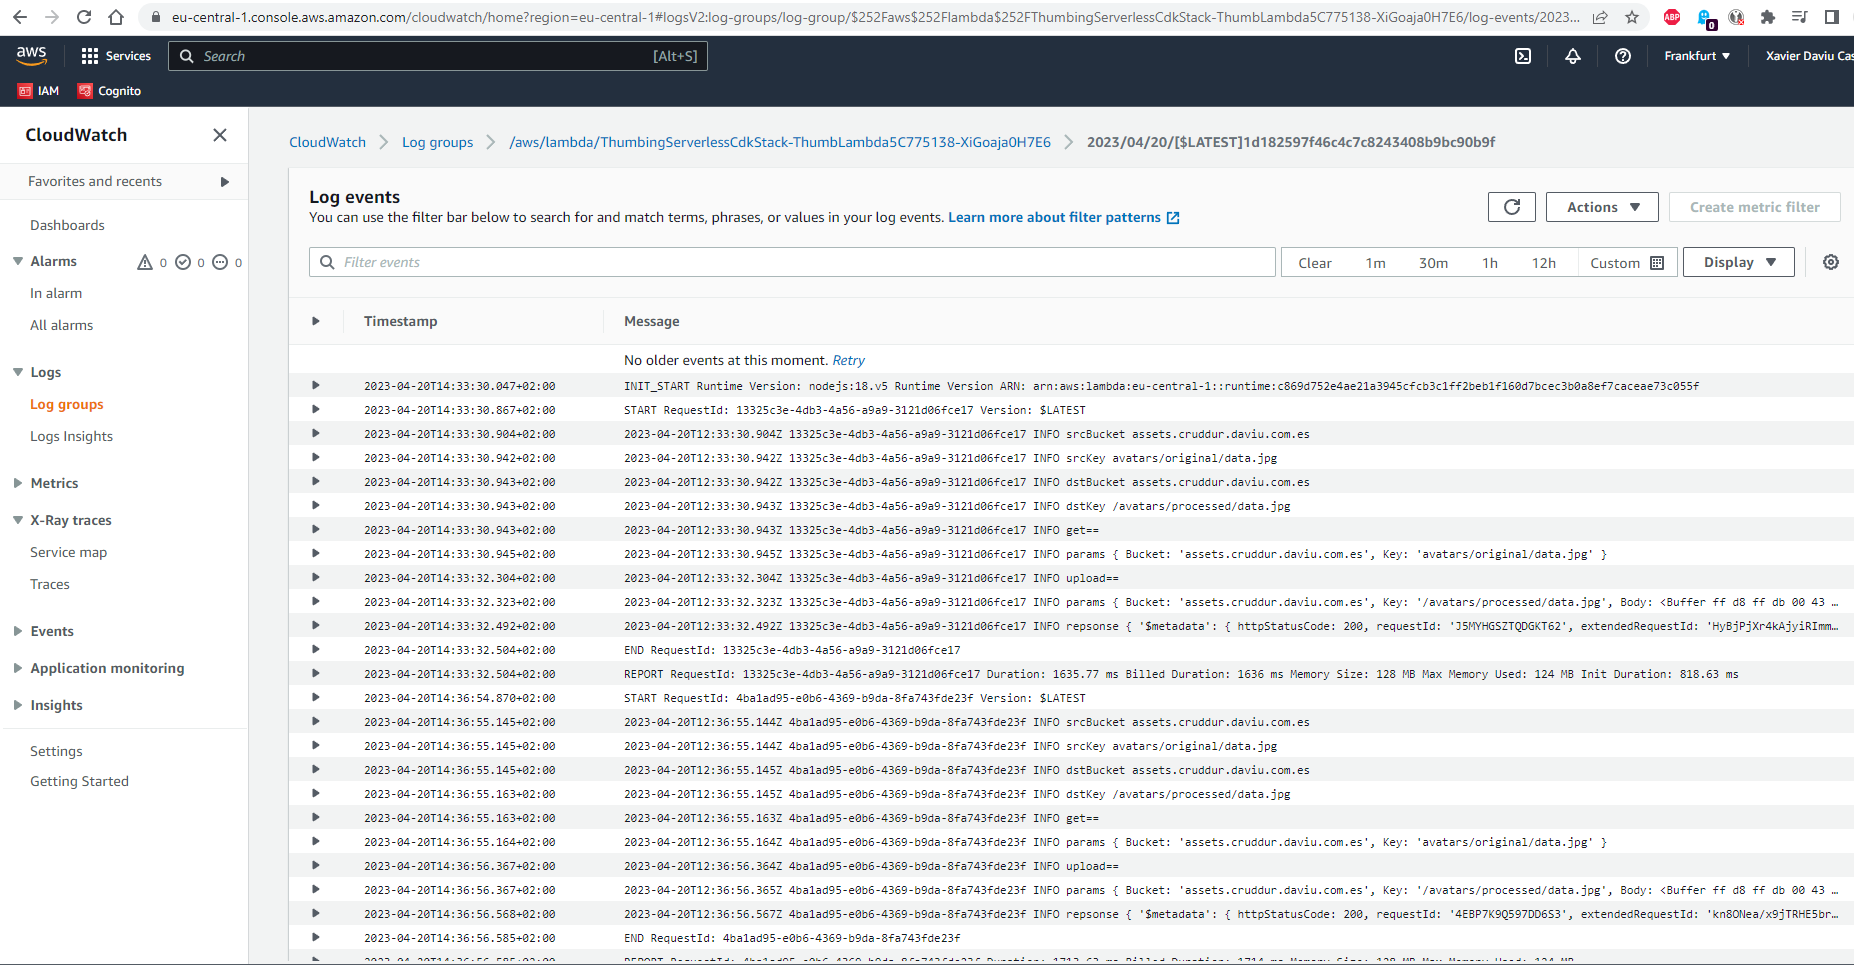 eu-central-1.console.aws.amazon.com/cloudwatch/home?region=eu-central-1#logsV2:log-groups/log-group/$252Faws$252Flambda$252FThumbingServerlessCdkStack-ThumbLambda5C775138-XiGoaja0H7E6/log-events/2023...
ABP
0
aws
Services
Search
[Alt+S]
Frankfurt
Xavier Daviu Cas
IAM
Cognito
CloudWatch
Favorites and recents
Dashboards
Alarms
0
0
0
In alarm
All alarms
Logs
Log groups
Logs Insights
Metrics
X-Ray traces
Service map
Traces
Events
Application monitoring
Insights
Settings
Getting Started
CloudWatch
Log groups
/aws/lambda/ThumbingServerlessCdkStack-ThumbLambda5C775138-XiGoaja0H7E6
2023/04/20/[$LATEST]1d182597f46c4c7c8243408b9bc90b9f
Log events
You can use the filter bar below to search for and match terms, phrases, or values in your log events. Learn more about filter patterns
Actions
Create metric filter
Filter events
Clear
1m
30m
1h
12h
Custom
Display
Timestamp Message
No older events at this moment. Retry
2023-04-20T14:33:30.047+02:00 INIT_START Runtime Version: nodejs:18.v5 Runtime Version ARN: arn:aws:lambda:eu-central-1::runtime:c869d752e4ae21a3945cfcb3c1ff2beb1f160d7bcec3b0a8ef7caceae73c055f
2023-04-20T14:33:30.867+02:00 START RequestId: 13325c3e-4db3-4a56-a9a9-3121d06fce17 Version: $LATEST
2023-04-20T14:33:30.904+02:00 2023-04-20T12:33:30.904Z 13325c3e-4db3-4a56-a9a9-3121d06fce17 INFO srcBucket assets.cruddur.daviu.com.es
2023-04-20T14:33:30.942+02:00 2023-04-20T12:33:30.942Z 13325c3e-4db3-4a56-a9a9-3121d06fce17 INFO srcKey avatars/original/data.jpg
2023-04-20T14:33:30.943+02:00 2023-04-20T12:33:30.942Z 13325c3e-4db3-4a56-a9a9-3121d06fce17 INFO dstBucket assets.cruddur.daviu.com.es
2023-04-20T14:33:30.943+02:00 2023-04-20T12:33:30.943Z 13325c3e-4db3-4a56-a9a9-3121d06fce17 INFO dstKey /avatars/processed/data.jpg
2023-04-20T14:33:30.943+02:00 2023-04-20T12:33:30.943Z 13325c3e-4db3-4a56-a9a9-3121d06fce17 INFO get==
2023-04-20T14:33:30.945+02:00 2023-04-20T12:33:30.945Z 13325c3e-4db3-4a56-a9a9-3121d06fce17 INFO params { Bucket: 'assets.cruddur.daviu.com.es', Key: 'avatars/original/data.jpg' }
2023-04-20T14:33:32.304+02:00 2023-04-20T12:33:32.304Z 13325c3e-4db3-4a56-a9a9-3121d06fce17 INFO upload==
2023-04-20T14:33:32.323+02:00 2023-04-20T12:33:32.323Z 13325c3e-4db3-4a56-a9a9-3121d06fce17 INFO params { Bucket: 'assets.cruddur.daviu.com.es', Key: '/avatars/processed/data.jpg', Body: <Buffer ff d8 ff db 00 43 …
2023-04-20T14:33:32.492+02:00 2023-04-20T12:33:32.492Z 13325c3e-4db3-4a56-a9a9-3121d06fce17 INFO repsonse { '$metadata': { httpStatusCode: 200, requestId: 'J5MYHGSZTQDGKT62', extendedRequestId: 'HyBjPjXr4kAjyiRImm…
2023-04-20T14:33:32.504+02:00 END RequestId: 13325c3e-4db3-4a56-a9a9-3121d06fce17
2023-04-20T14:33:32.504+02:00 REPORT RequestId: 13325c3e-4db3-4a56-a9a9-3121d06fce17 Duration: 1635.77 ms Billed Duration: 1636 ms Memory Size: 128 MB Max Memory Used: 124 MB Init Duration: 818.63 ms
2023-04-20T14:36:54.870+02:00 START RequestId: 4ba1ad95-e0b6-4369-b9da-8fa743fde23f Version: $LATEST
2023-04-20T14:36:55.145+02:00 2023-04-20T12:36:55.144Z 4ba1ad95-e0b6-4369-b9da-8fa743fde23f INFO srcBucket assets.cruddur.daviu.com.es
2023-04-20T14:36:55.145+02:00 2023-04-20T12:36:55.144Z 4ba1ad95-e0b6-4369-b9da-8fa743fde23f INFO srcKey avatars/original/data.jpg
2023-04-20T14:36:55.145+02:00 2023-04-20T12:36:55.145Z 4ba1ad95-e0b6-4369-b9da-8fa743fde23f INFO dstBucket assets.cruddur.daviu.com.es
2023-04-20T14:36:55.163+02:00 2023-04-20T12:36:55.145Z 4ba1ad95-e0b6-4369-b9da-8fa743fde23f INFO dstKey /avatars/processed/data.jpg
2023-04-20T14:36:55.163+02:00 2023-04-20T12:36:55.163Z 4ba1ad95-e0b6-4369-b9da-8fa743fde23f INFO get==
2023-04-20T14:36:55.164+02:00 2023-04-20T12:36:55.164Z 4ba1ad95-e0b6-4369-b9da-8fa743fde23f INFO params { Bucket: 'assets.cruddur.daviu.com.es', Key: 'avatars/original/data.jpg' }
2023-04-20T14:36:56.367+02:00 2023-04-20T12:36:56.364Z 4ba1ad95-e0b6-4369-b9da-8fa743fde23f INFO upload==
2023-04-20T14:36:56.367+02:00 2023-04-20T12:36:56.365Z 4ba1ad95-e0b6-4369-b9da-8fa743fde23f INFO params { Bucket: 'assets.cruddur.daviu.com.es', Key: '/avatars/processed/data.jpg', Body: <Buffer ff d8 ff db 00 43 …
2023-04-20T14:36:56.568+02:00 2023-04-20T12:36:56.567Z 4ba1ad95-e0b6-4369-b9da-8fa743fde23f INFO repsonse { '$metadata': { httpStatusCode: 200, requestId: '4EBP7K9Q597DD6S3', extendedRequestId: 'kn8ONea/x9jTRHE5br…
2023-04-20T14:36:56.585+02:00 END RequestId: 4ba1ad95-e0b6-4369-b9da-8fa743fde23f